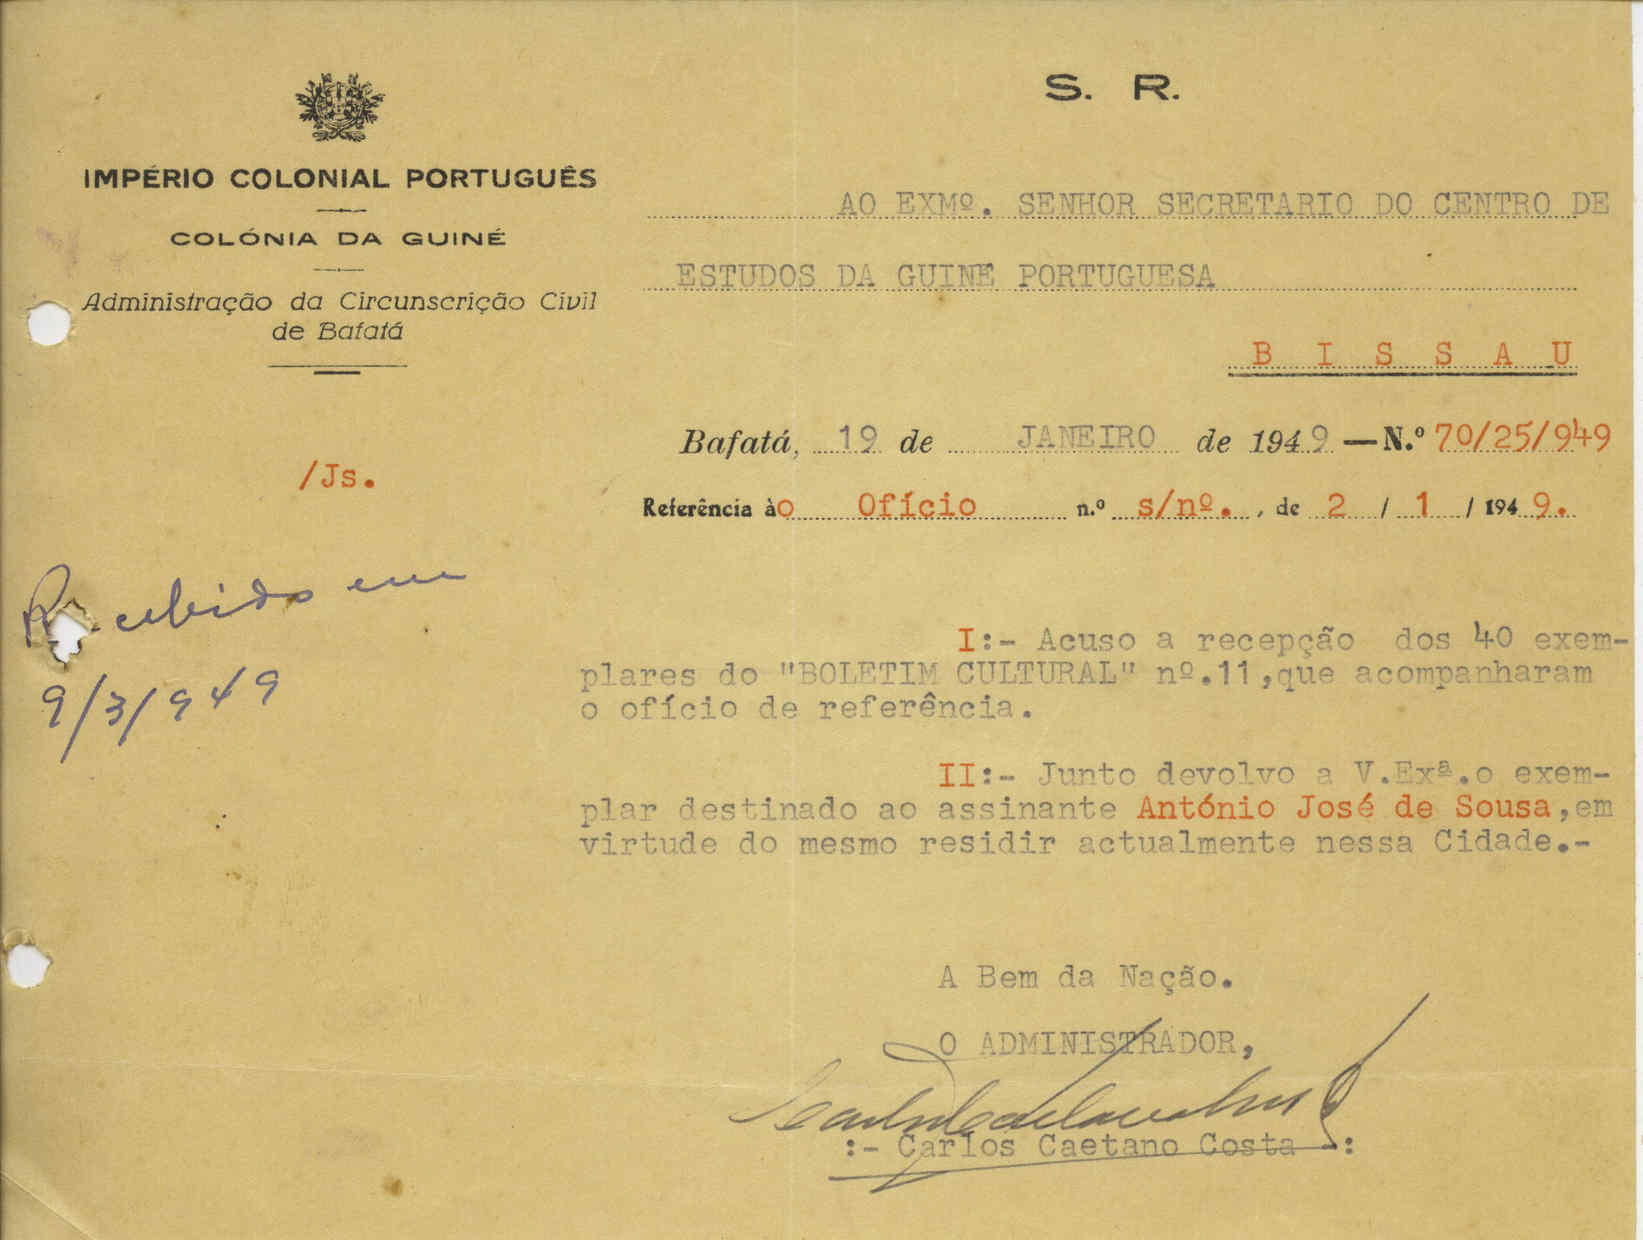 S. R.
IMPÉRIO COLONIAL PORTUGUÊS
COLÓNIA DA GUINÉ
Administração da Circunscrição Civil
de Bafatá
AO EXMº. SENHOR SECRETARIO DO CENTRO DE
ESTUDOS DA GUINE PORTUGUESA
B I S S A U
Bafatá, 19 de JANEIRO de 1949 — N.º 70/25/949
/Js.
Referência ào Ofício n.º s/nº. , de 2 / 1 / 1949.
Recebido em
9/3/949
I:- Acuso a recepção dos 40 exem-
plares do "BOLETIM CULTURAL" nº.11,que acompanharam
o ofício de referência.
II:- Junto devolvo a V.Exª.o exem-
plar destinado ao assinante António José de Sousa,em
virtude do mesmo residir actualmente nessa Cidade.-
A Bem da Nação.
O ADMINISTRADOR,
:- Carlos Caetano Costa -: